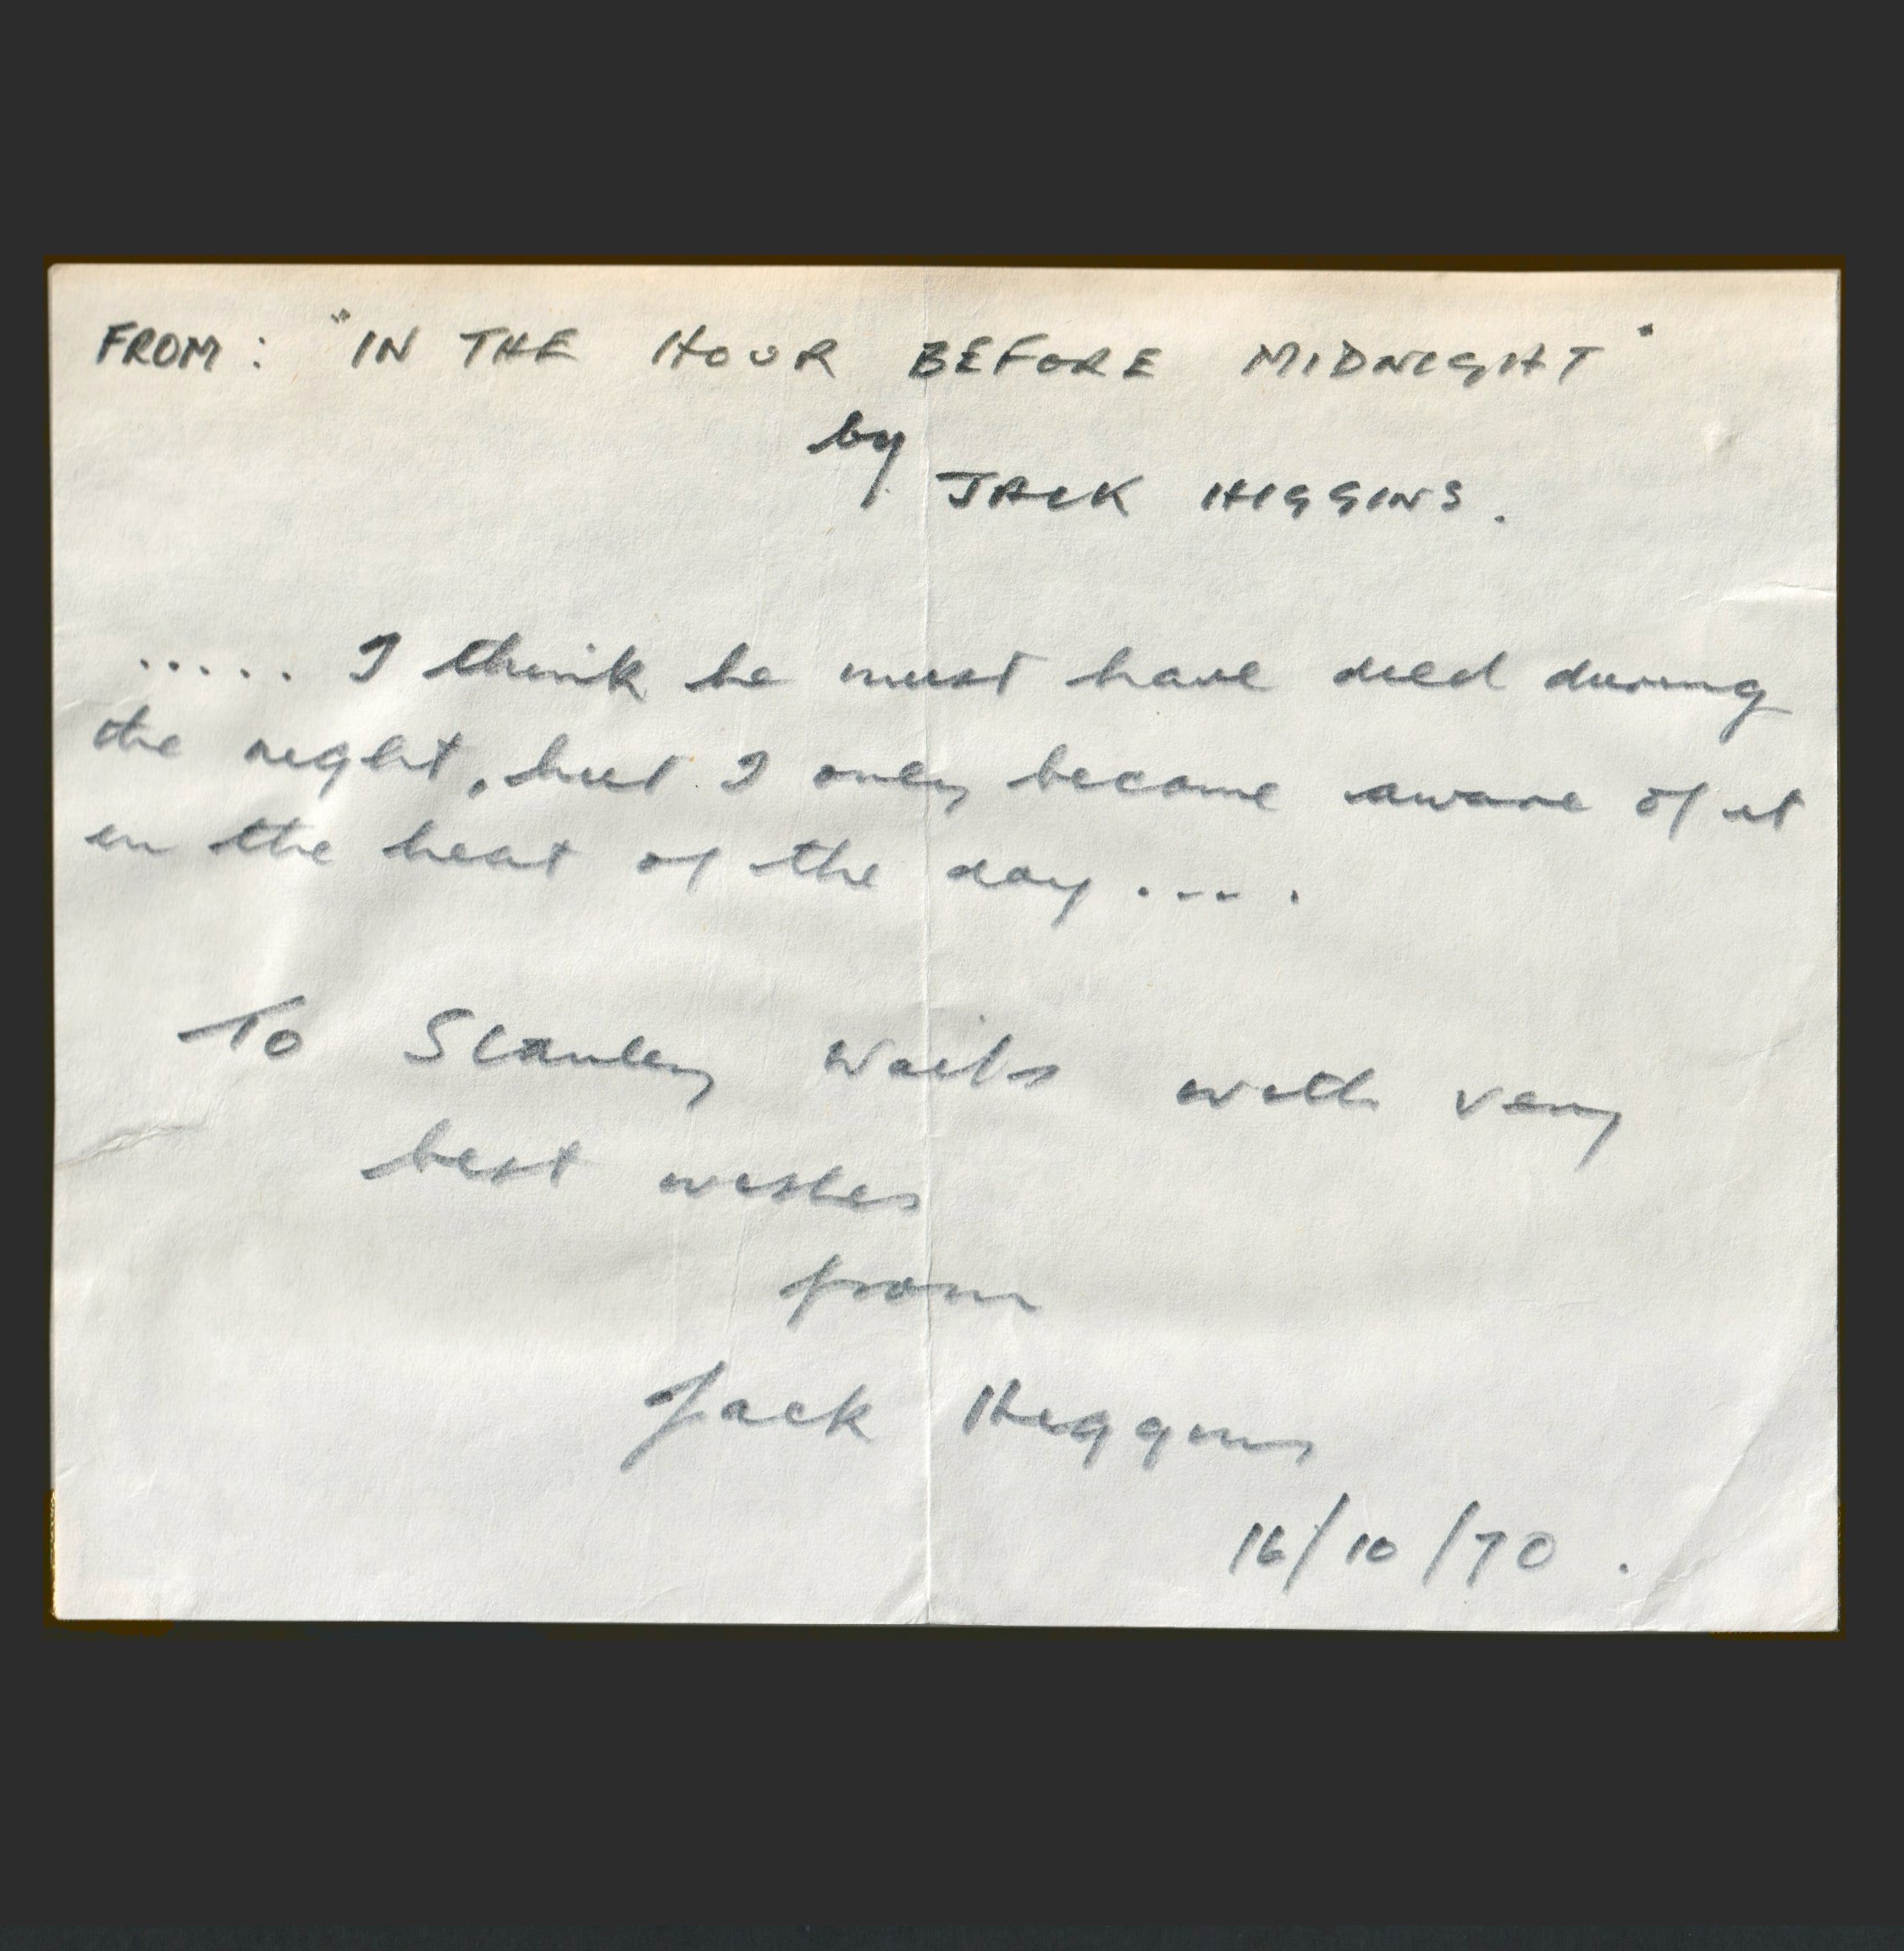 FROM: "IN THE HOUR BEFORE MIDNIGHT"
by
JACK HIGGINS.
..... I think he must have died during
the night, but I only became aware of it
in the heat of the day.....
To Stanley with very
best wishes
from
Jack Higgins
16/10/70.